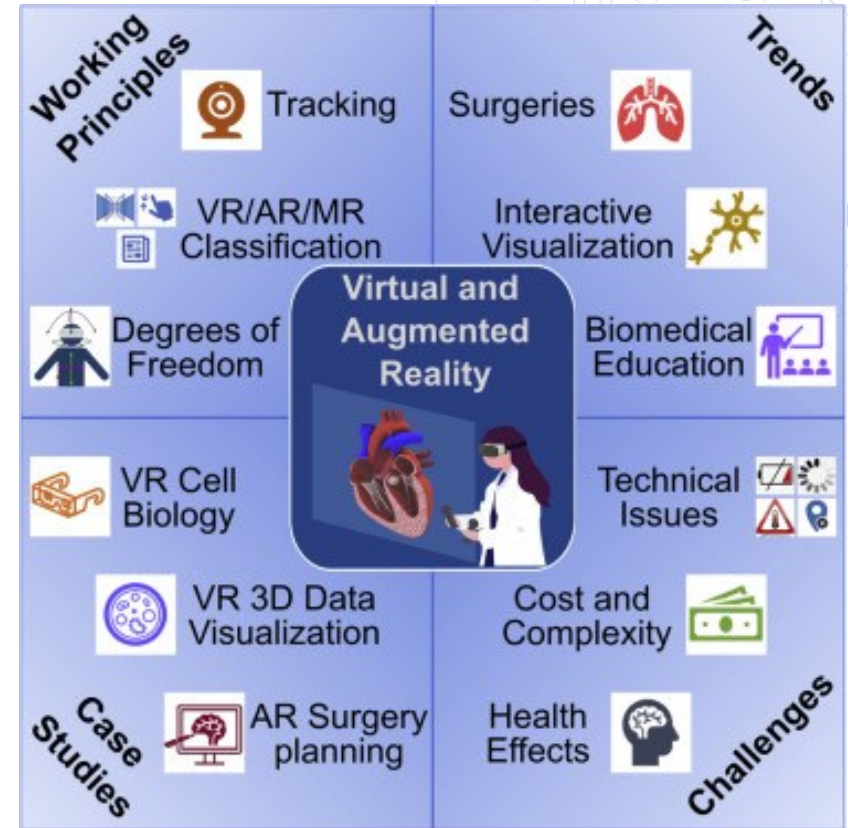 Working
Principles
Tracking
VR/AR/MR
Classification
Degrees of
Freedom
Trends
Surgeries
Interactive
Visualization
Biomedical
Education
Virtual and
Augmented
Reality
VR Cell
Biology
VR 3D Data
Visualization
AR Surgery
planning
Case
Studies
Technical
Issues
Cost and
Complexity
Health
Effects
Challenges